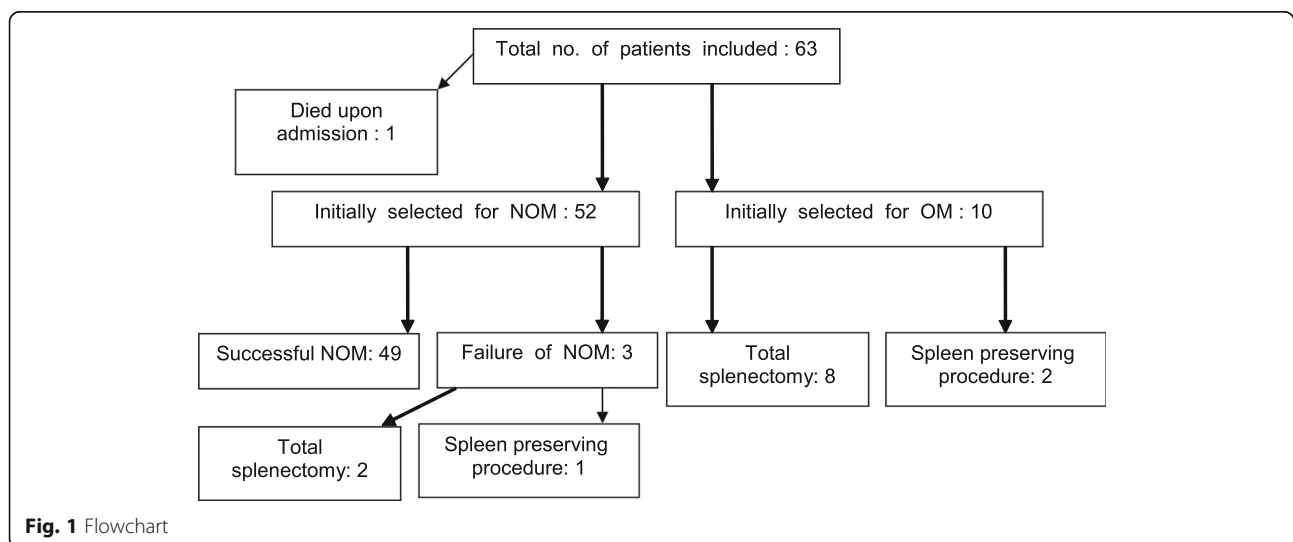 Total no. of patients included : 63
Died upon
admission : 1
Initially selected for NOM : 52
Initially selected for OM : 10
Successful NOM: 49
Failure of NOM: 3
Total
splenectomy: 8
Spleen preserving
procedure: 2
Total
splenectomy: 2
Spleen preserving
procedure: 1
Fig. 1 Flowchart